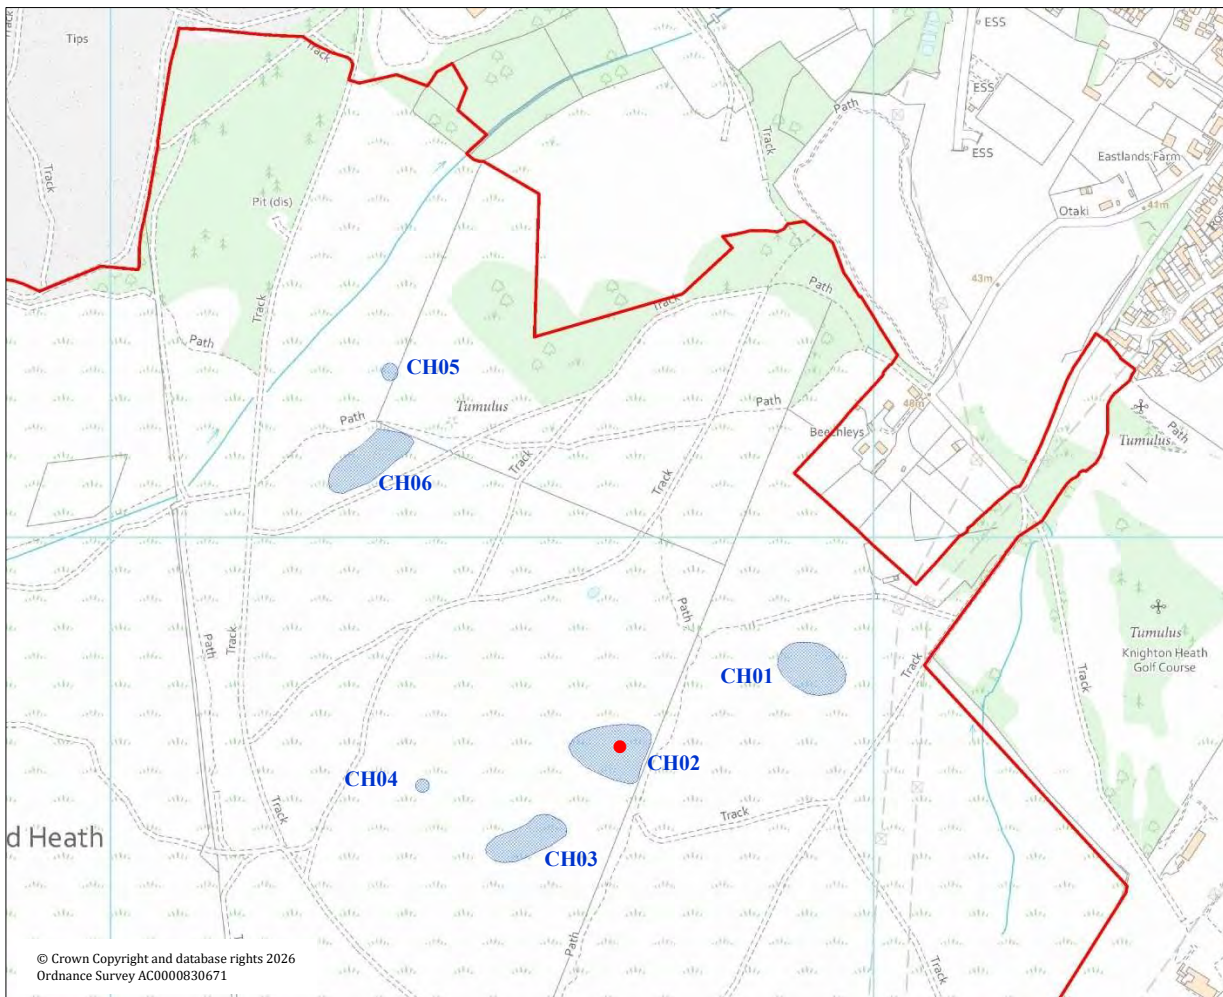 Track
Tips
Track
ESS
ESS
ESS
Path
Track
Track
Eastlands Farm
Otaki
41m
Pit (dis)
43m
Path
Track
Track
Track
Path
CH05
Tumulus
Path
Path
48m
Beechleys
Path
Tumulus
CH06
Track
Track
Path
Path
Track
Tumulus
Knighton Heath
Golf Course
Track
Track
CH01
CH02
CH04
Track
d Heath
Track
CH03
Path
Track
© Crown Copyright and database rights 2026
Ordnance Survey AC0000830671